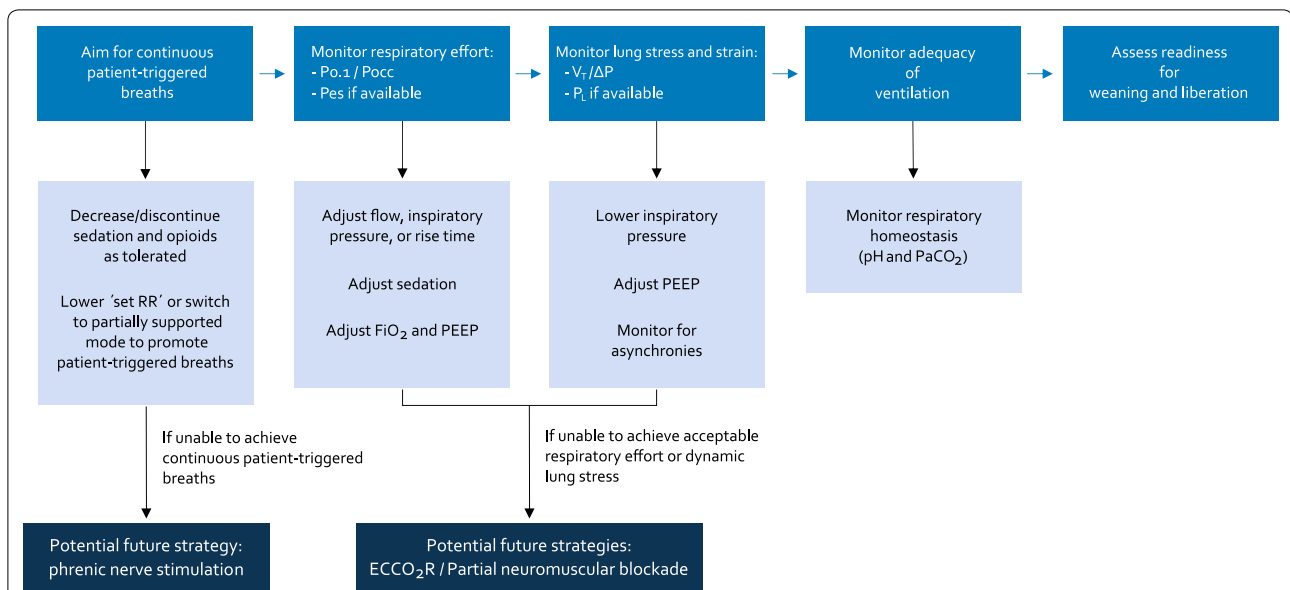 Aim for continuous
patient-triggered
breaths
Monitor respiratory effort:
- P0.1 / Pocc
- Pes if available
Monitor lung stress and strain:
- V_T/ΔP
- P_L if available
Monitor adequacy
of
ventilation
Assess readiness
for
weaning and liberation
Decrease/discontinue
sedation and opioids
as tolerated
Lower ´set RR´ or switch
to partially supported
mode to promote
patient-triggered breaths
Adjust flow, inspiratory
pressure, or rise time
Adjust sedation
Adjust FiO₂ and PEEP
Lower inspiratory
pressure
Adjust PEEP
Monitor for
asynchronies
Monitor respiratory
homeostasis
(pH and PaCO₂)
If unable to achieve
continuous patient-triggered
breaths
If unable to achieve acceptable
respiratory effort or dynamic
lung stress
Potential future strategy:
phrenic nerve stimulation
Potential future strategies:
ECCO₂R / Partial neuromuscular blockade